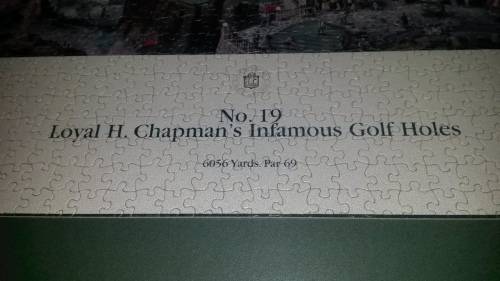 No. 19
Loyal H. Chapman's Infamous Golf Holes
6056 Yards. Par 69